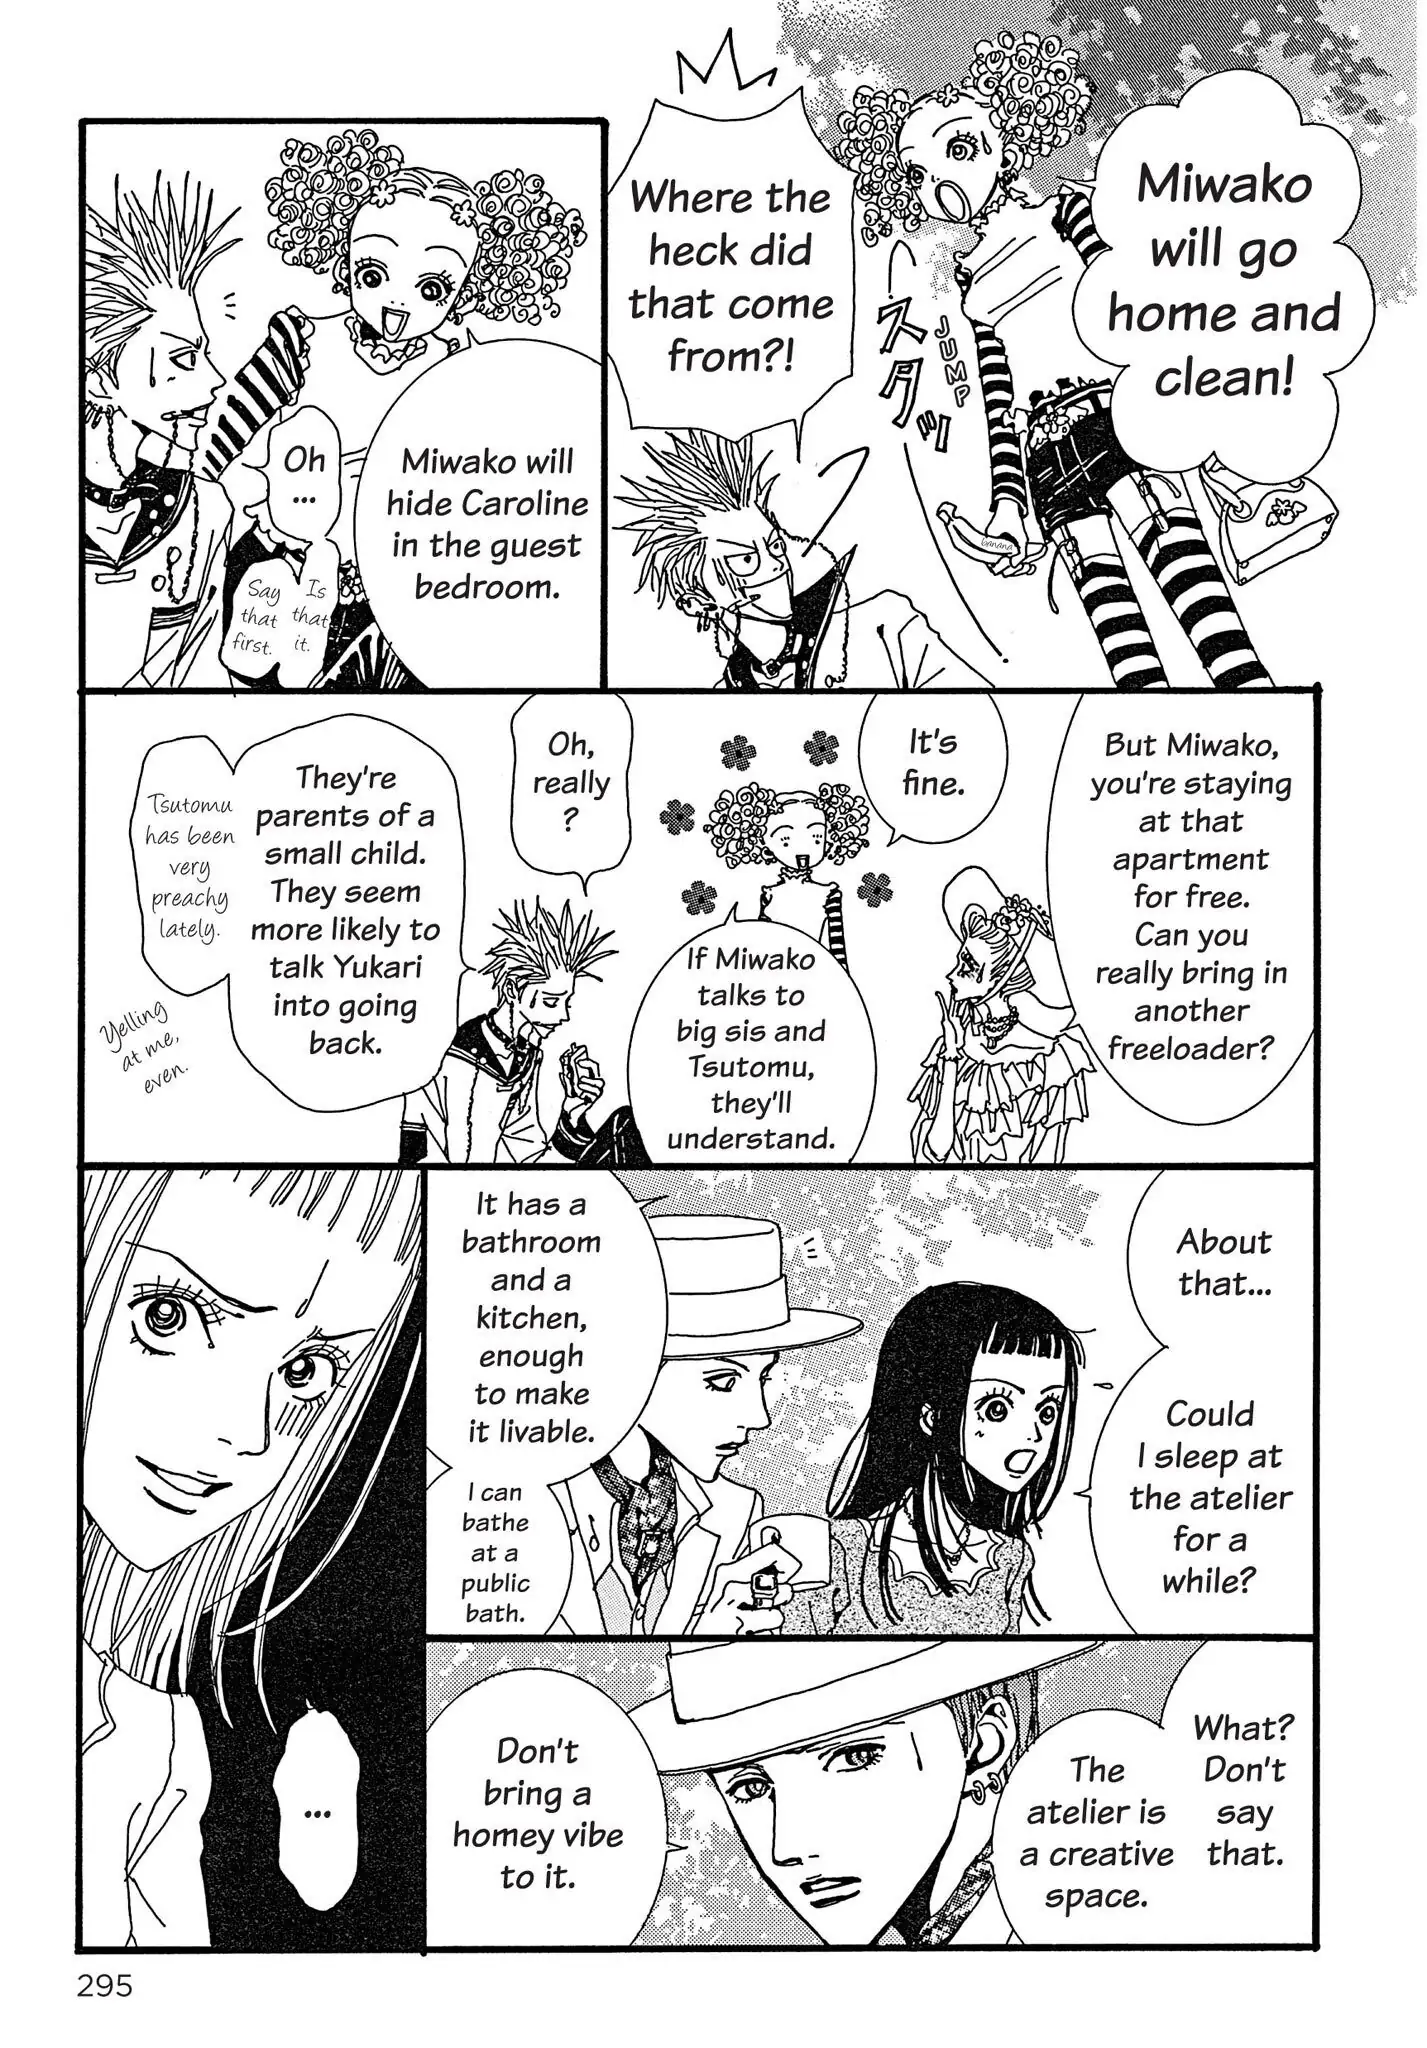 Miwako
will go
home and
clean!
JUMP
スタッ
banana
Where the
heck did
that come
from?!
Miwako will
hide Caroline
in the guest
bedroom.
Oh
...
Is
that
it.
Say
that
first.
But Miwako,
you're staying
at that
apartment
for free.
Can you
really bring in
another
freeloader?
It's
fine.
If Miwako
talks to
big sis and
Tsutomu,
they'll
understand.
Oh,
really
?
They're
parents of a
small child.
They seem
more likely to
talk Yukari
into going
back.
Tsutomu
has been
very
preachy
lately.
Yelling
at me,
even.
About
that...
Could
I sleep at
the atelier
for a
while?
It has a
bathroom
and a
kitchen,
enough
to make
it livable.
I can
bathe
at a
public
bath.
What?
Don't
say
that.
The
atelier is
a creative
space.
Don't
bring a
homey vibe
to it.
...
295